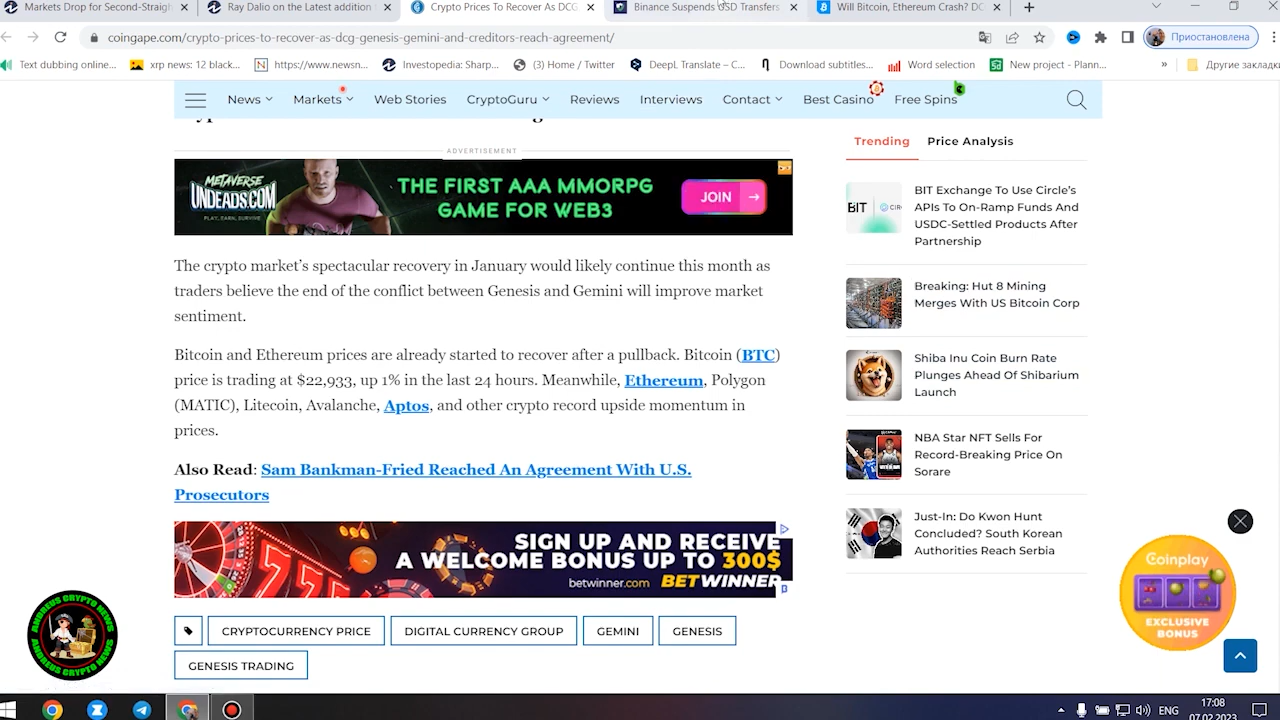 Markets Drop for Second-Straigh
Ray Dalio on the Latest addition
Crypto Prices To Recover As DCG,
Binance Suspends USD Transfers
Will Bitcoin, Ethereum Crash? DC
coingape.com/crypto-prices-to-recover-as-dcg-genesis-gemini-and-creditors-reach-agreement/
Приостановлена
Text dubbing online...
xrp news: 12 black...
https://www.newsn...
Investopedia: Sharp...
(3) Home / Twitter
DeepL Translate – C...
Download subtitles...
Word selection
New project - Plann...
»
Другие закладки
News
Markets
Web Stories
CryptoGuru
Reviews
Interviews
Contact
Best Casino
Free Spins
ADVERTISEMENT
METAVERSE
UNDEADS.COM
PLAY, EARN, SURVIVE
THE FIRST AAA MMORPG
GAME FOR WEB3
JOIN
The crypto market's spectacular recovery in January would likely continue this month as
traders believe the end of the conflict between Genesis and Gemini will improve market
sentiment.
Bitcoin and Ethereum prices are already started to recover after a pullback. Bitcoin (BTC)
price is trading at $22,933, up 1% in the last 24 hours. Meanwhile, Ethereum, Polygon
(MATIC), Litecoin, Avalanche, Aptos, and other crypto record upside momentum in
prices.
Also Read: Sam Bankman-Fried Reached An Agreement With U.S.
Prosecutors
SIGN UP AND RECEIVE
A WELCOME BONUS UP TO 300$
betwinner.com BETWINNER
CRYPTOCURRENCY PRICE
DIGITAL CURRENCY GROUP
GEMINI
GENESIS
GENESIS TRADING
Trending
Price Analysis
BIT Exchange To Use Circle's
APIs To On-Ramp Funds And
USDC-Settled Products After
Partnership
BIT
CIR
Breaking: Hut 8 Mining
Merges With US Bitcoin Corp
Shiba Inu Coin Burn Rate
Plunges Ahead Of Shibarium
Launch
NBA Star NFT Sells For
Record-Breaking Price On
Sorare
Just-In: Do Kwon Hunt
Concluded? South Korean
Authorities Reach Serbia
Coinplay
EXCLUSIVE
BONUS
ANDREUS CRYPTO NEWS
ANDREUS CRYPTO NEWS
ENG
17:08
07.02.2023